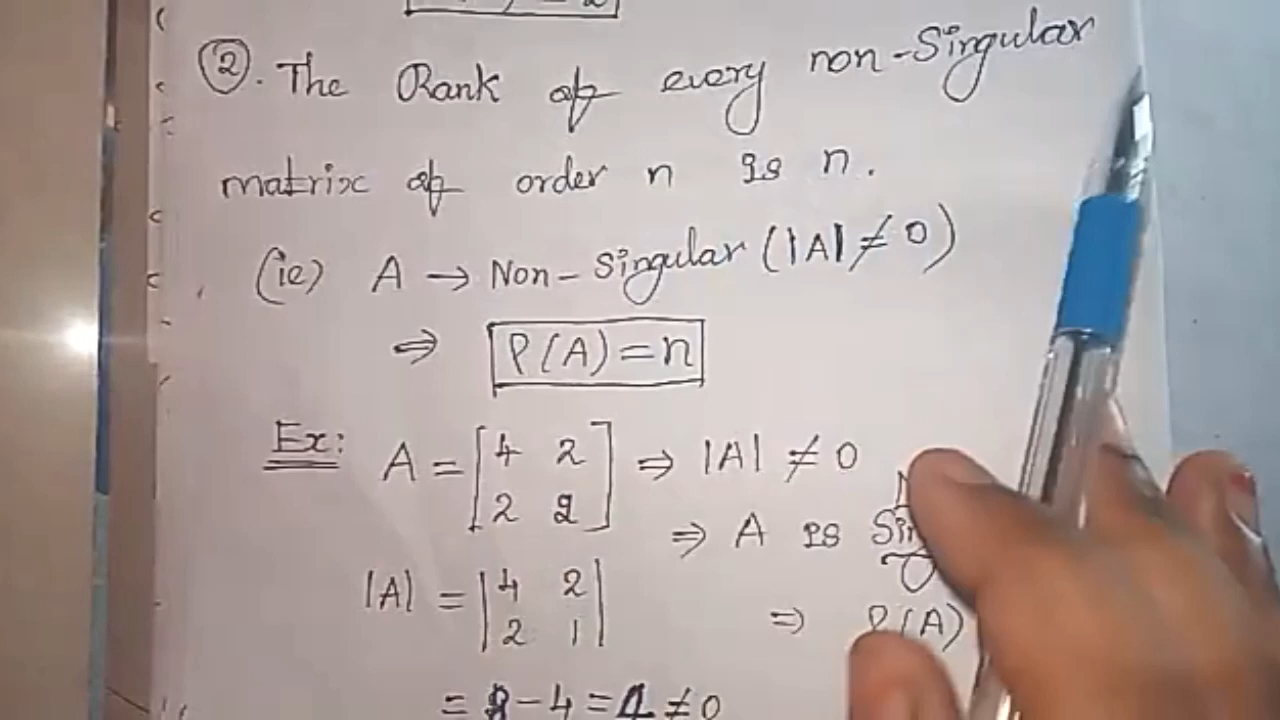 ②. The Rank of every non-Singular
matrix of order n is n.
(ie) A → Non-Singular (|A| ≠ 0)
⇒ ρ(A) = n
Ex: A = [4 2
2 2] ⇒ |A| ≠ 0
⇒ A is
|A| = |4 2
2 1|
⇒ ρ(A)
= 8 - 4 = 4 ≠ 0